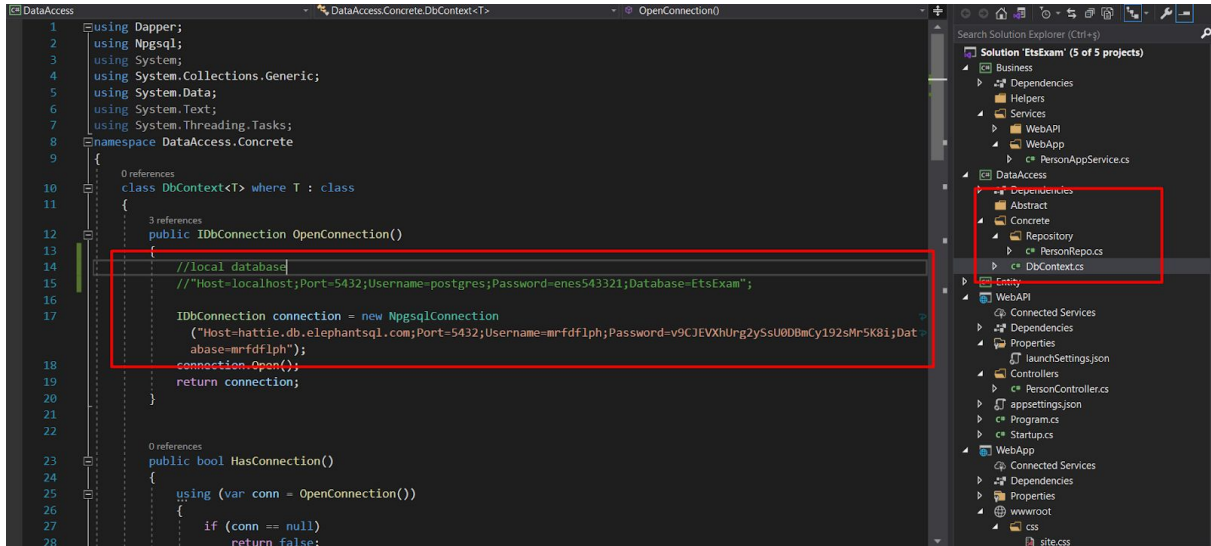 DataAccess
DataAccess.Concrete.DbContext<T>
OpenConnection()
1 using Dapper;
2 using Npgsql;
3 using System;
4 using System.Collections.Generic;
5 using System.Data;
6 using System.Text;
7 using System.Threading.Tasks;
8 namespace DataAccess.Concrete
9 {
0 references
10 class DbContext<T> where T : class
11 {
3 references
12 public IDbConnection OpenConnection()
13 {
14 //local database
15 //"Host=localhost;Port=5432;Username=postgres;Password=enes543321;Database=EtsExam";
16
17 IDbConnection connection = new NpgsqlConnection
("Host=hattie.db.elephantsql.com;Port=5432;Username=mrfdflph;Password=v9CJEVXhUrg2ySsU0DBmCy192sMr5K8i;Dat
abase=mrfdflph");
18 connection.Open();
19 return connection;
20 }
21
22
0 references
23 public bool HasConnection()
24 {
25 using (var conn = OpenConnection())
26 {
27 if (conn == null)
28 return false;
Search Solution Explorer (Ctrl+ş)
Solution 'EtsExam' (5 of 5 projects)
C# Business
Dependencies
Helpers
Services
WebAPI
WebApp
C# PersonAppService.cs
C# DataAccess
Dependencies
Abstract
Concrete
Repository
C# PersonRepo.cs
C# DbContext.cs
C# Entity
WebAPI
Connected Services
Dependencies
Properties
launchSettings.json
Controllers
C# PersonController.cs
appsettings.json
C# Program.cs
C# Startup.cs
WebApp
Connected Services
Dependencies
Properties
wwwroot
css
site.css